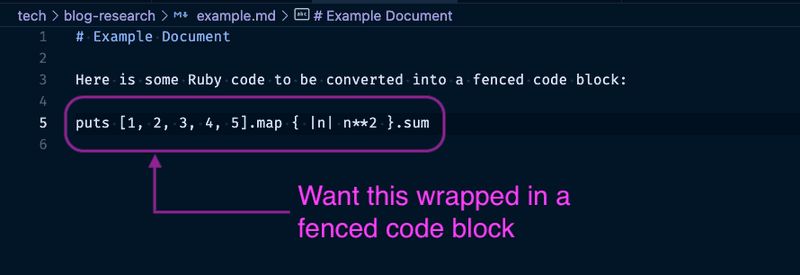 tech > blog-research > example.md > # Example Document
1 # Example Document
2
3 Here is some Ruby code to be converted into a fenced code block:
4
5 puts [1, 2, 3, 4, 5].map { |n| n**2 }.sum
6
Want this wrapped in a
fenced code block